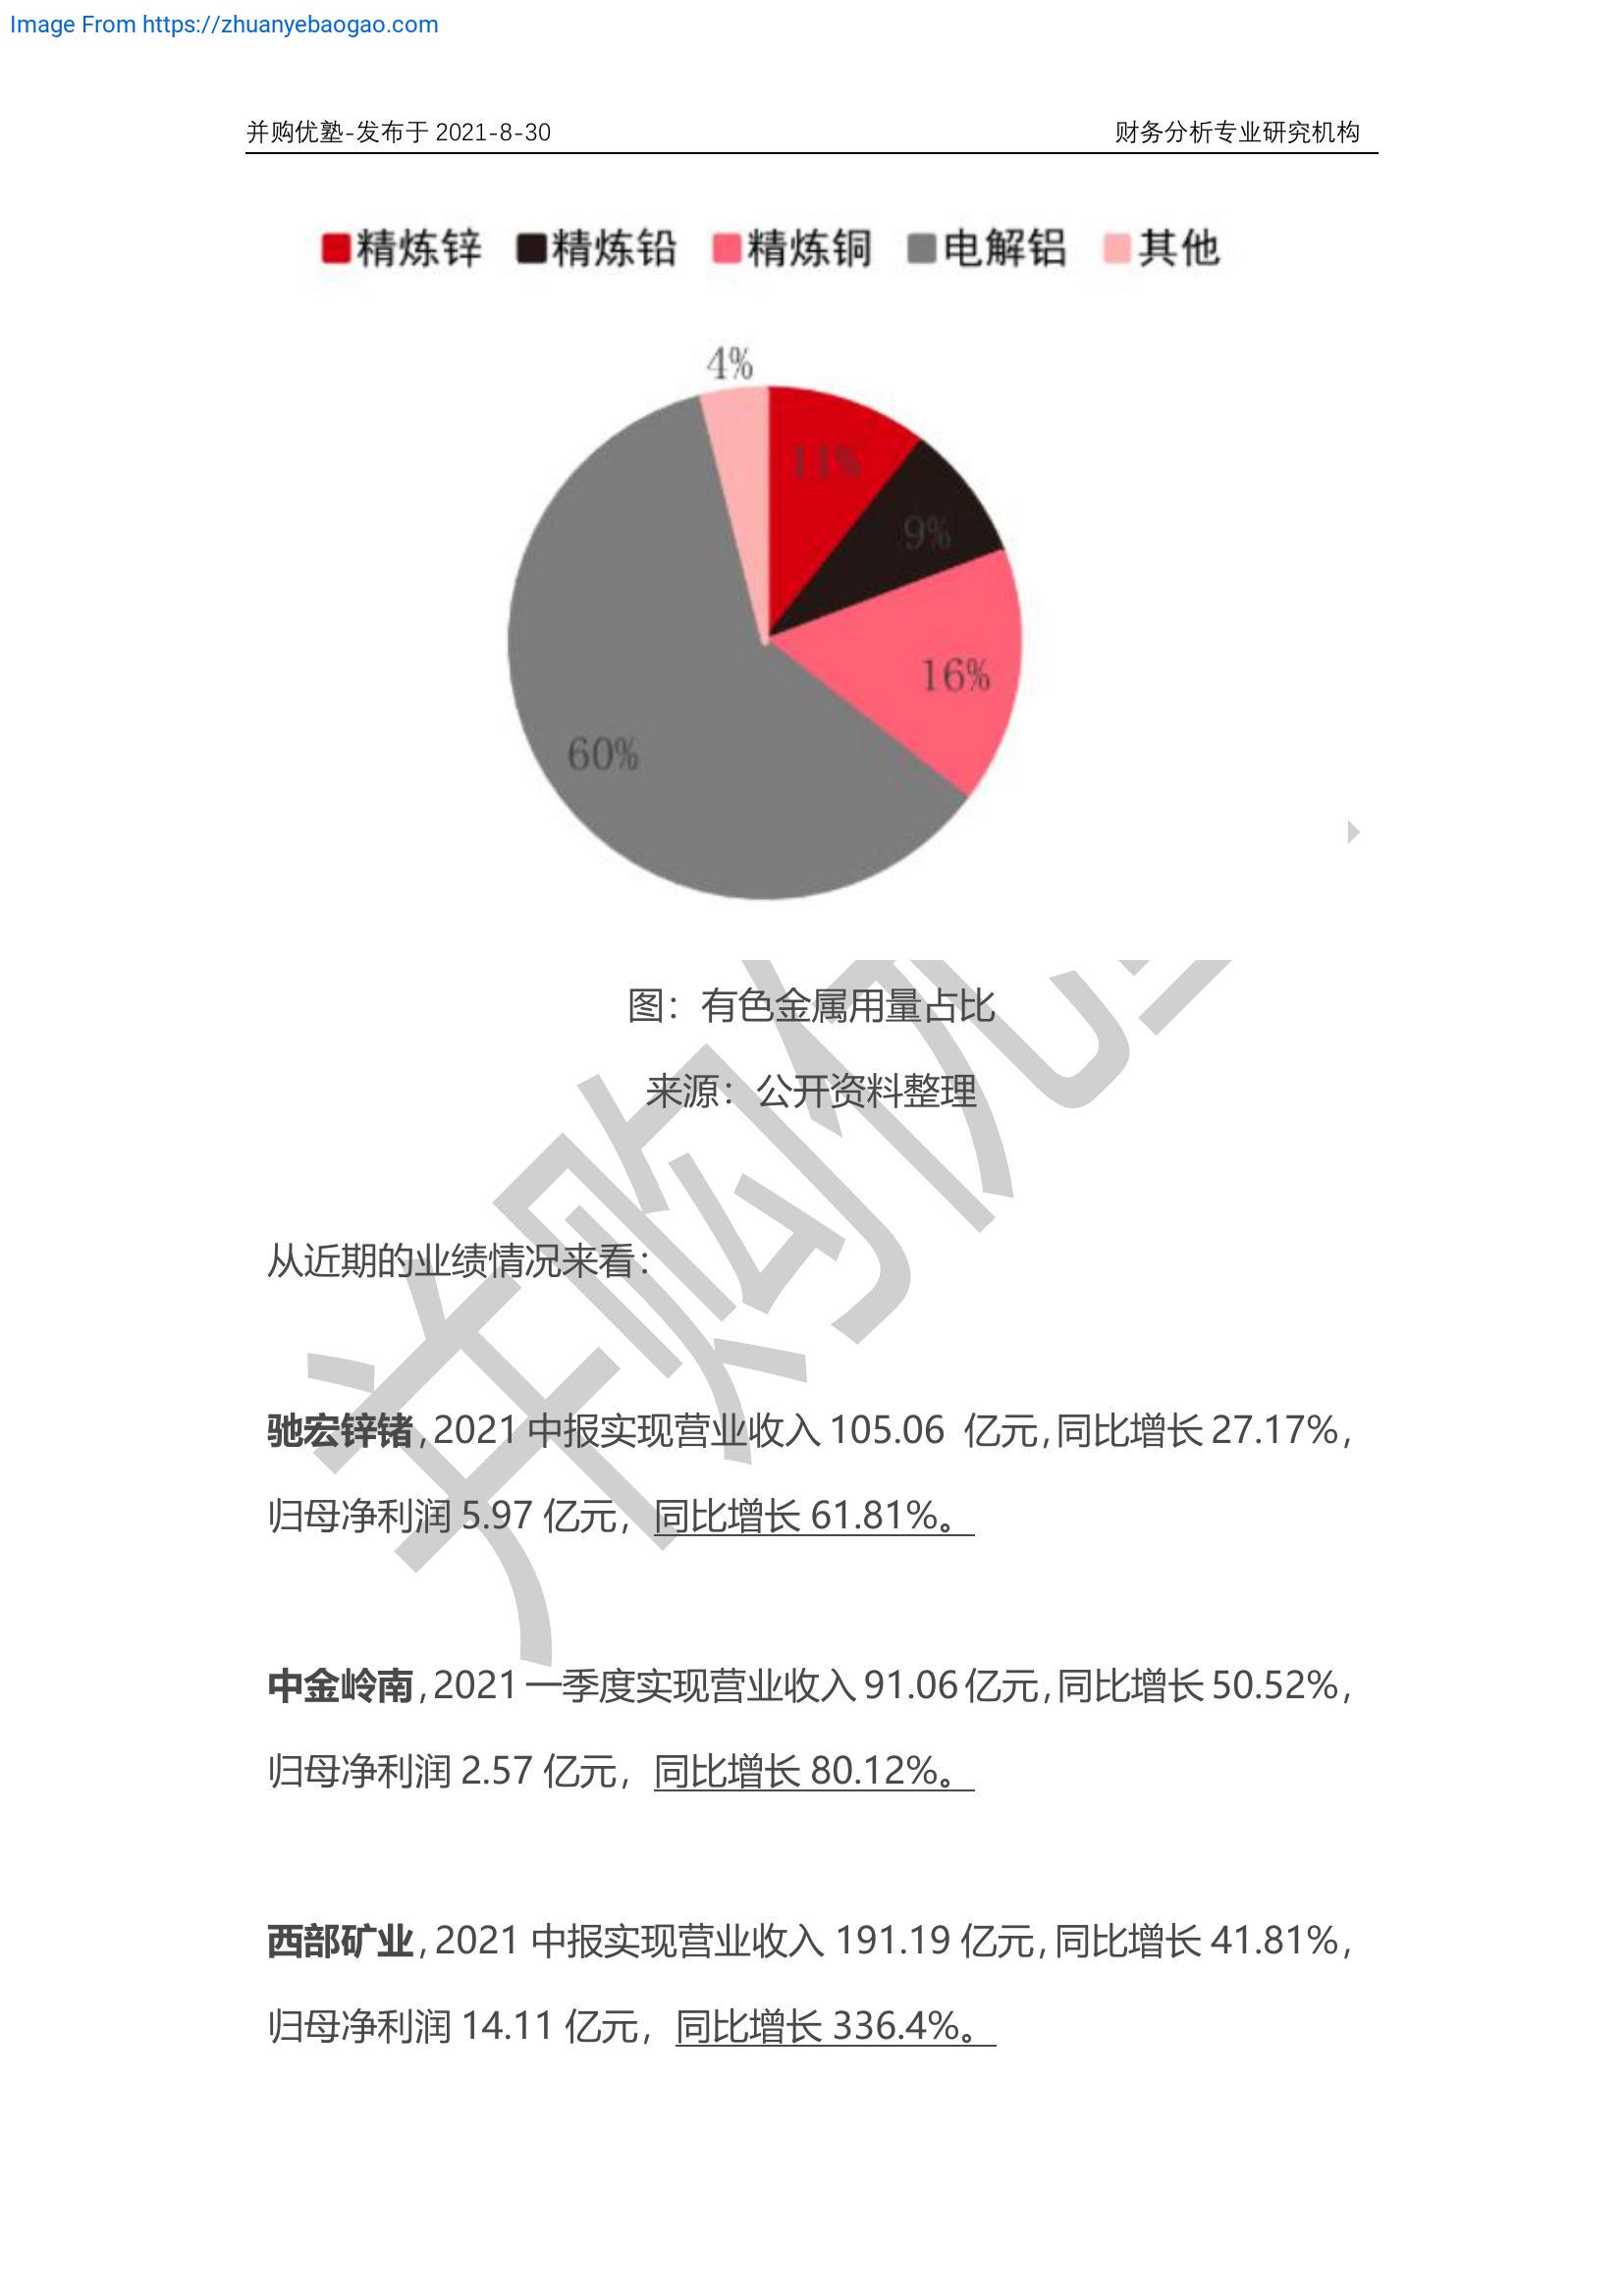 Image From https://zhuanyebaogao.com
并购优塾-发布于 2021-8-30 财务分析专业研究机构
精炼锌 精炼铅 精炼铜 电解铝 其他
4%
11%
9%
16%
60%
图：有色金属用量占比
来源：公开资料整理
从近期的业绩情况来看：
驰宏锌锗，2021 中报实现营业收入 105.06 亿元，同比增长 27.17%，
归母净利润 5.97 亿元，同比增长 61.81%。
中金岭南，2021 一季度实现营业收入 91.06 亿元，同比增长 50.52%，
归母净利润 2.57 亿元，同比增长 80.12%。
西部矿业，2021 中报实现营业收入 191.19 亿元，同比增长 41.81%，
归母净利润 14.11 亿元，同比增长 336.4%。
并购优